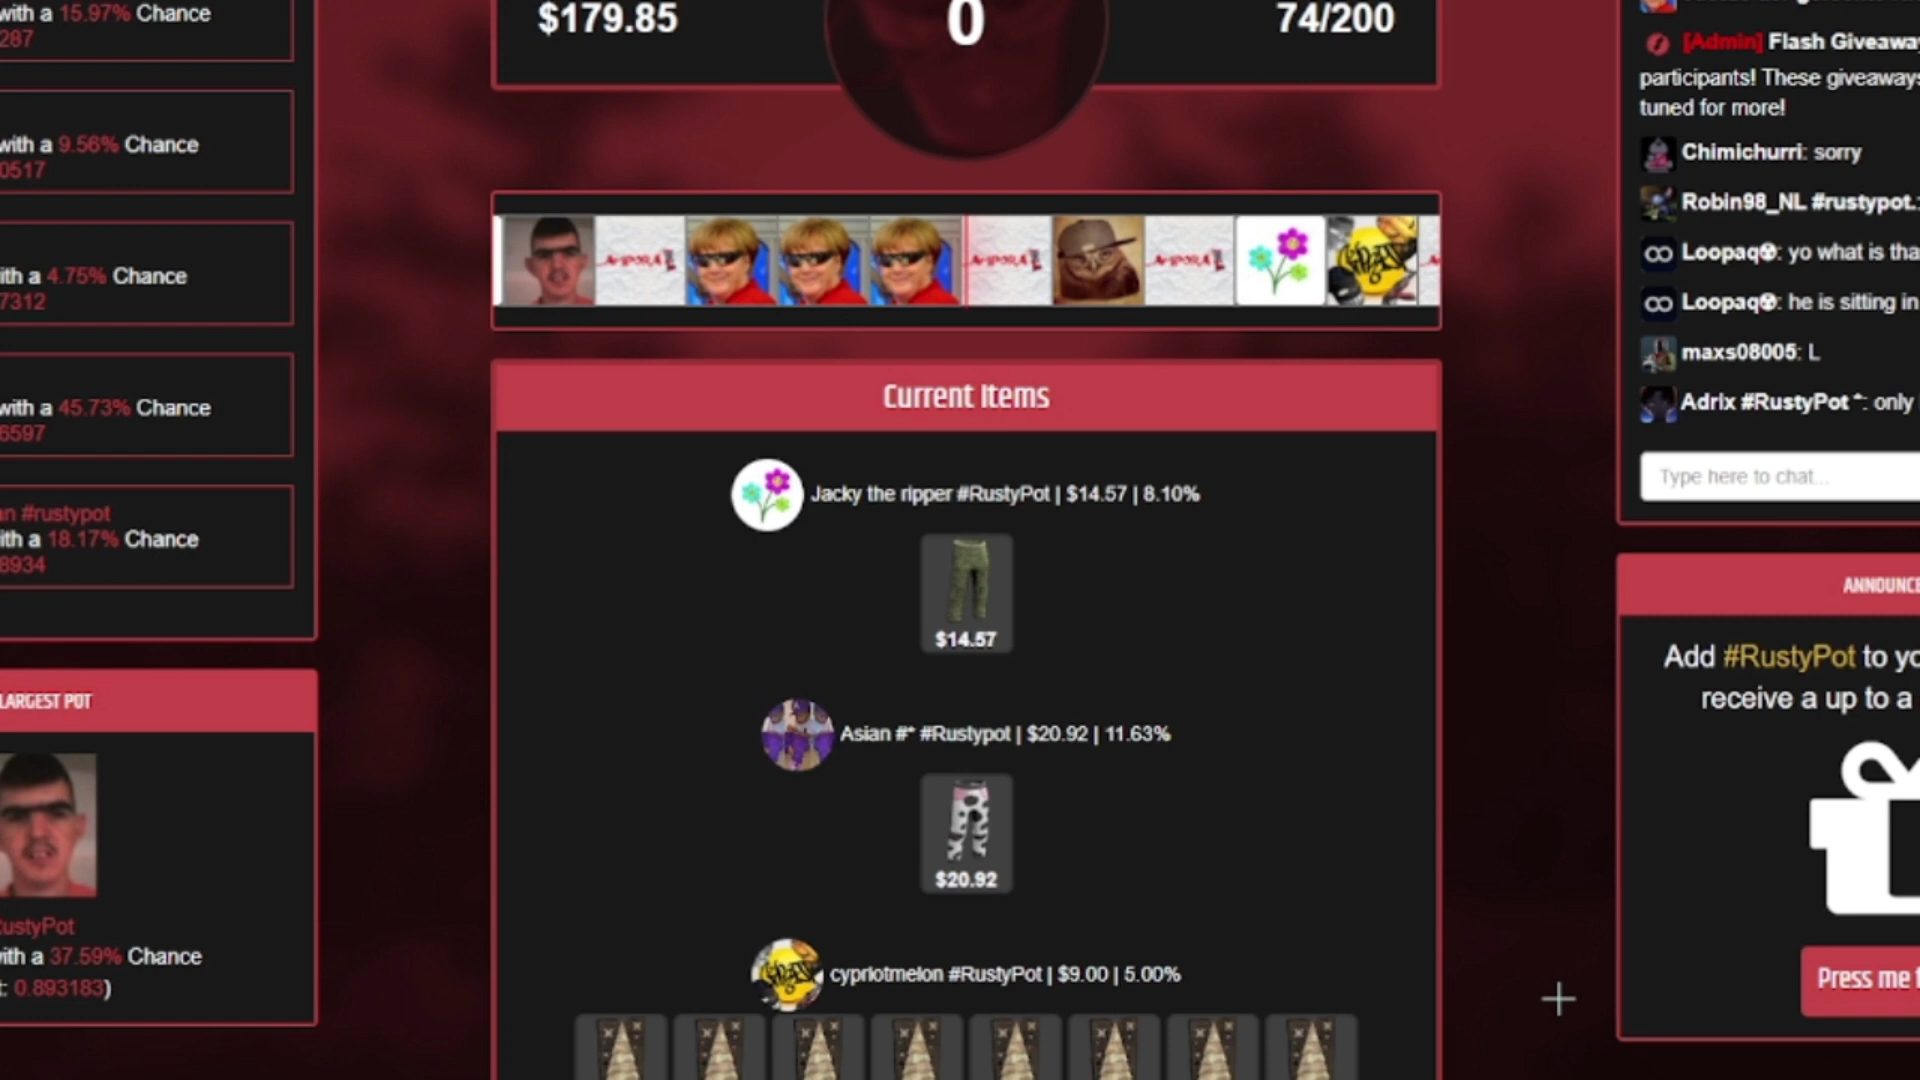 with a 15.97% Chance
287
with a 9.56% Chance
0517
ith a 4.75% Chance
7312
with a 45.73% Chance
6597
an #rustypot
ith a 18.17% Chance
8934
LARGEST POT
RustyPot
with a 37.59% Chance
t: 0.893183)
$179.85
0
74/200
Current Items
Jacky the ripper #RustyPot | $14.57 | 8.10%
$14.57
Asian #* #Rustypot | $20.92 | 11.63%
$20.92
cypriotmelon #RustyPot | $9.00 | 5.00%
[Admin] Flash Giveaway
participants! These giveaways
tuned for more!
Chimichurri: sorry
Robin98_NL #rustypot.:
Loopaq☢: yo what is tha
Loopaq☢: he is sitting in
maxs08005: L
Adrix #RustyPot: only
Type here to chat...
ANNOUNCE
Add #RustyPot to yo
receive a up to a
Press me